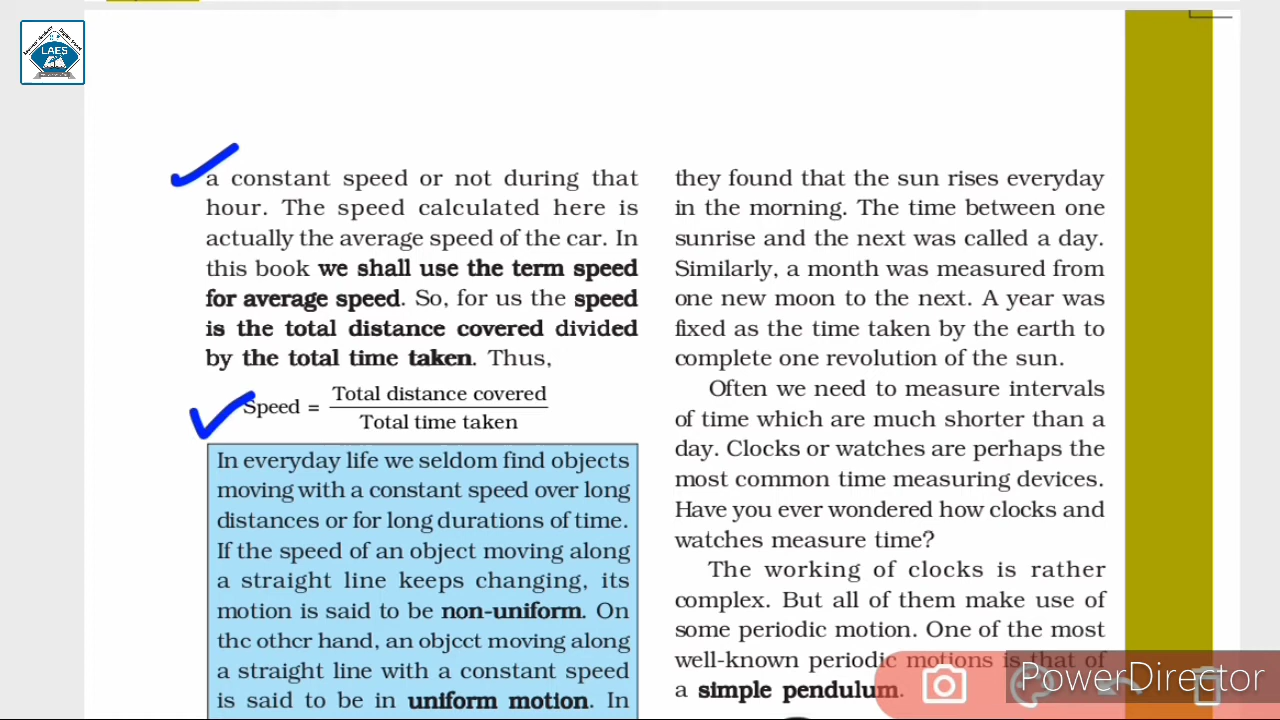 LAES
a constant speed or not during that
hour. The speed calculated here is
actually the average speed of the car. In
this book we shall use the term speed
for average speed. So, for us the speed
is the total distance covered divided
by the total time taken. Thus,
Speed = Total distance covered
Total time taken
In everyday life we seldom find objects
moving with a constant speed over long
distances or for long durations of time.
If the speed of an object moving along
a straight line keeps changing, its
motion is said to be non-uniform. On
the other hand, an object moving along
a straight line with a constant speed
is said to be in uniform motion. In
they found that the sun rises everyday
in the morning. The time between one
sunrise and the next was called a day.
Similarly, a month was measured from
one new moon to the next. A year was
fixed as the time taken by the earth to
complete one revolution of the sun.
Often we need to measure intervals
of time which are much shorter than a
day. Clocks or watches are perhaps the
most common time measuring devices.
Have you ever wondered how clocks and
watches measure time?
The working of clocks is rather
complex. But all of them make use of
some periodic motion. One of the most
well-known periodic motions is that of
a simple pendulum.
PowerDirector